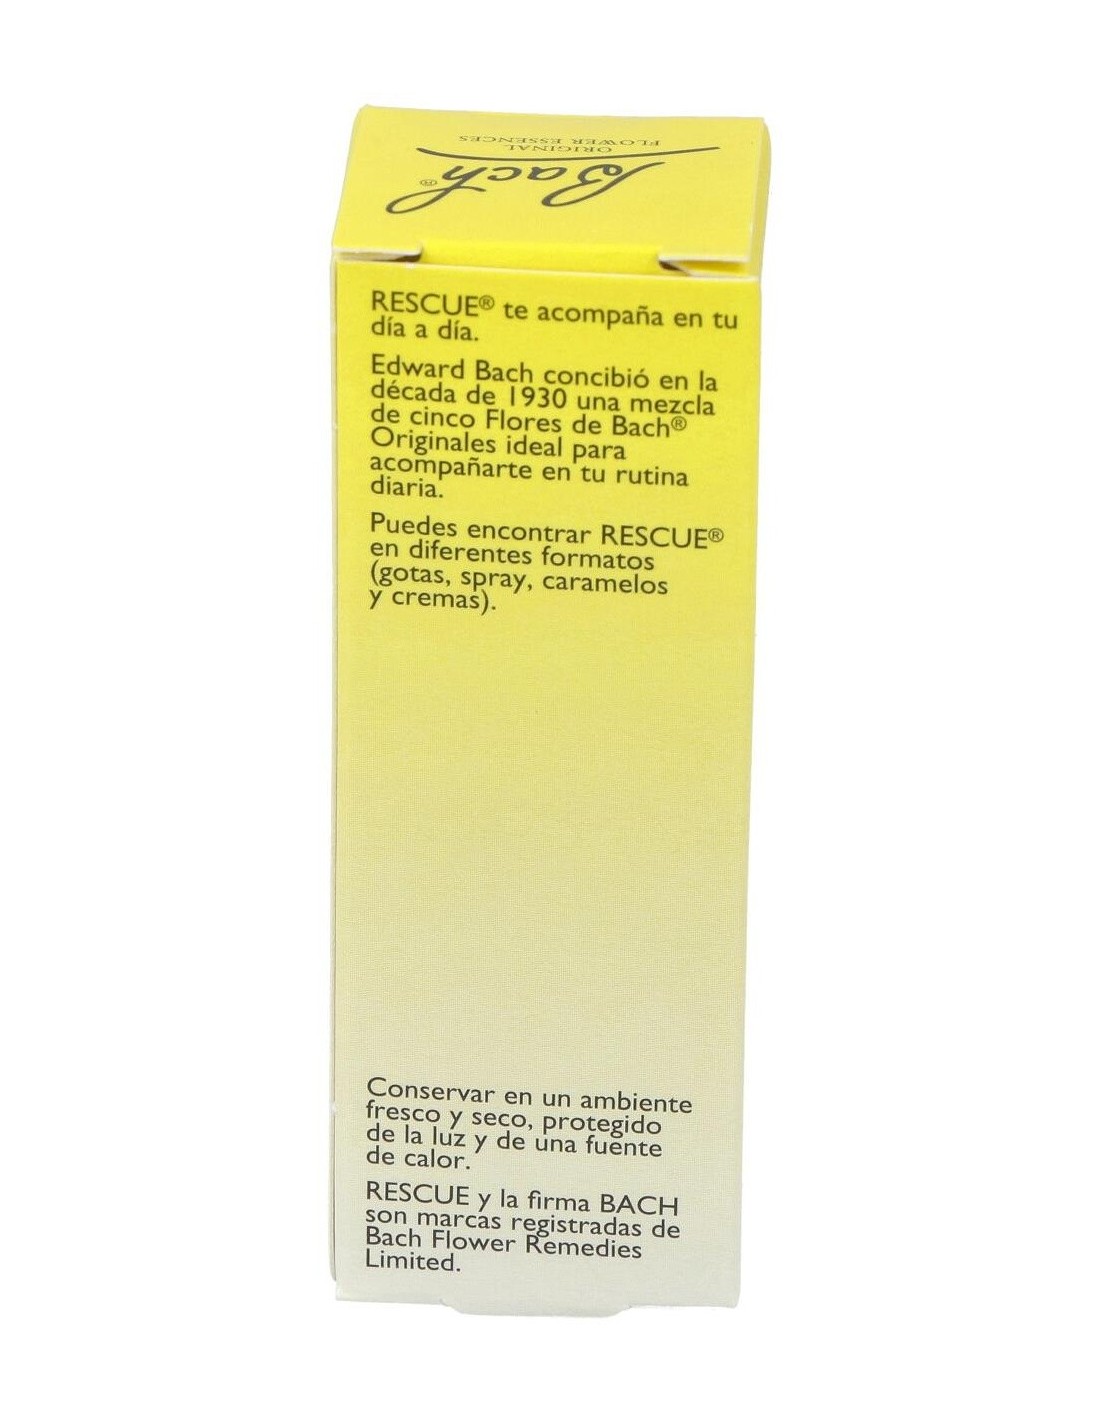 Bach®
ORIGINAL
FLOWER ESSENCES
RESCUE® te acompaña en tu
día a día.
Edward Bach concibió en la
década de 1930 una mezcla
de cinco Flores de Bach®
Originales ideal para
acompañarte en tu rutina
diaria.
Puedes encontrar RESCUE®
en diferentes formatos
(gotas, spray, caramelos
y cremas).
Conservar en un ambiente
fresco y seco, protegido
de la luz y de una fuente
de calor.
RESCUE y la firma BACH
son marcas registradas de
Bach Flower Remedies
Limited.